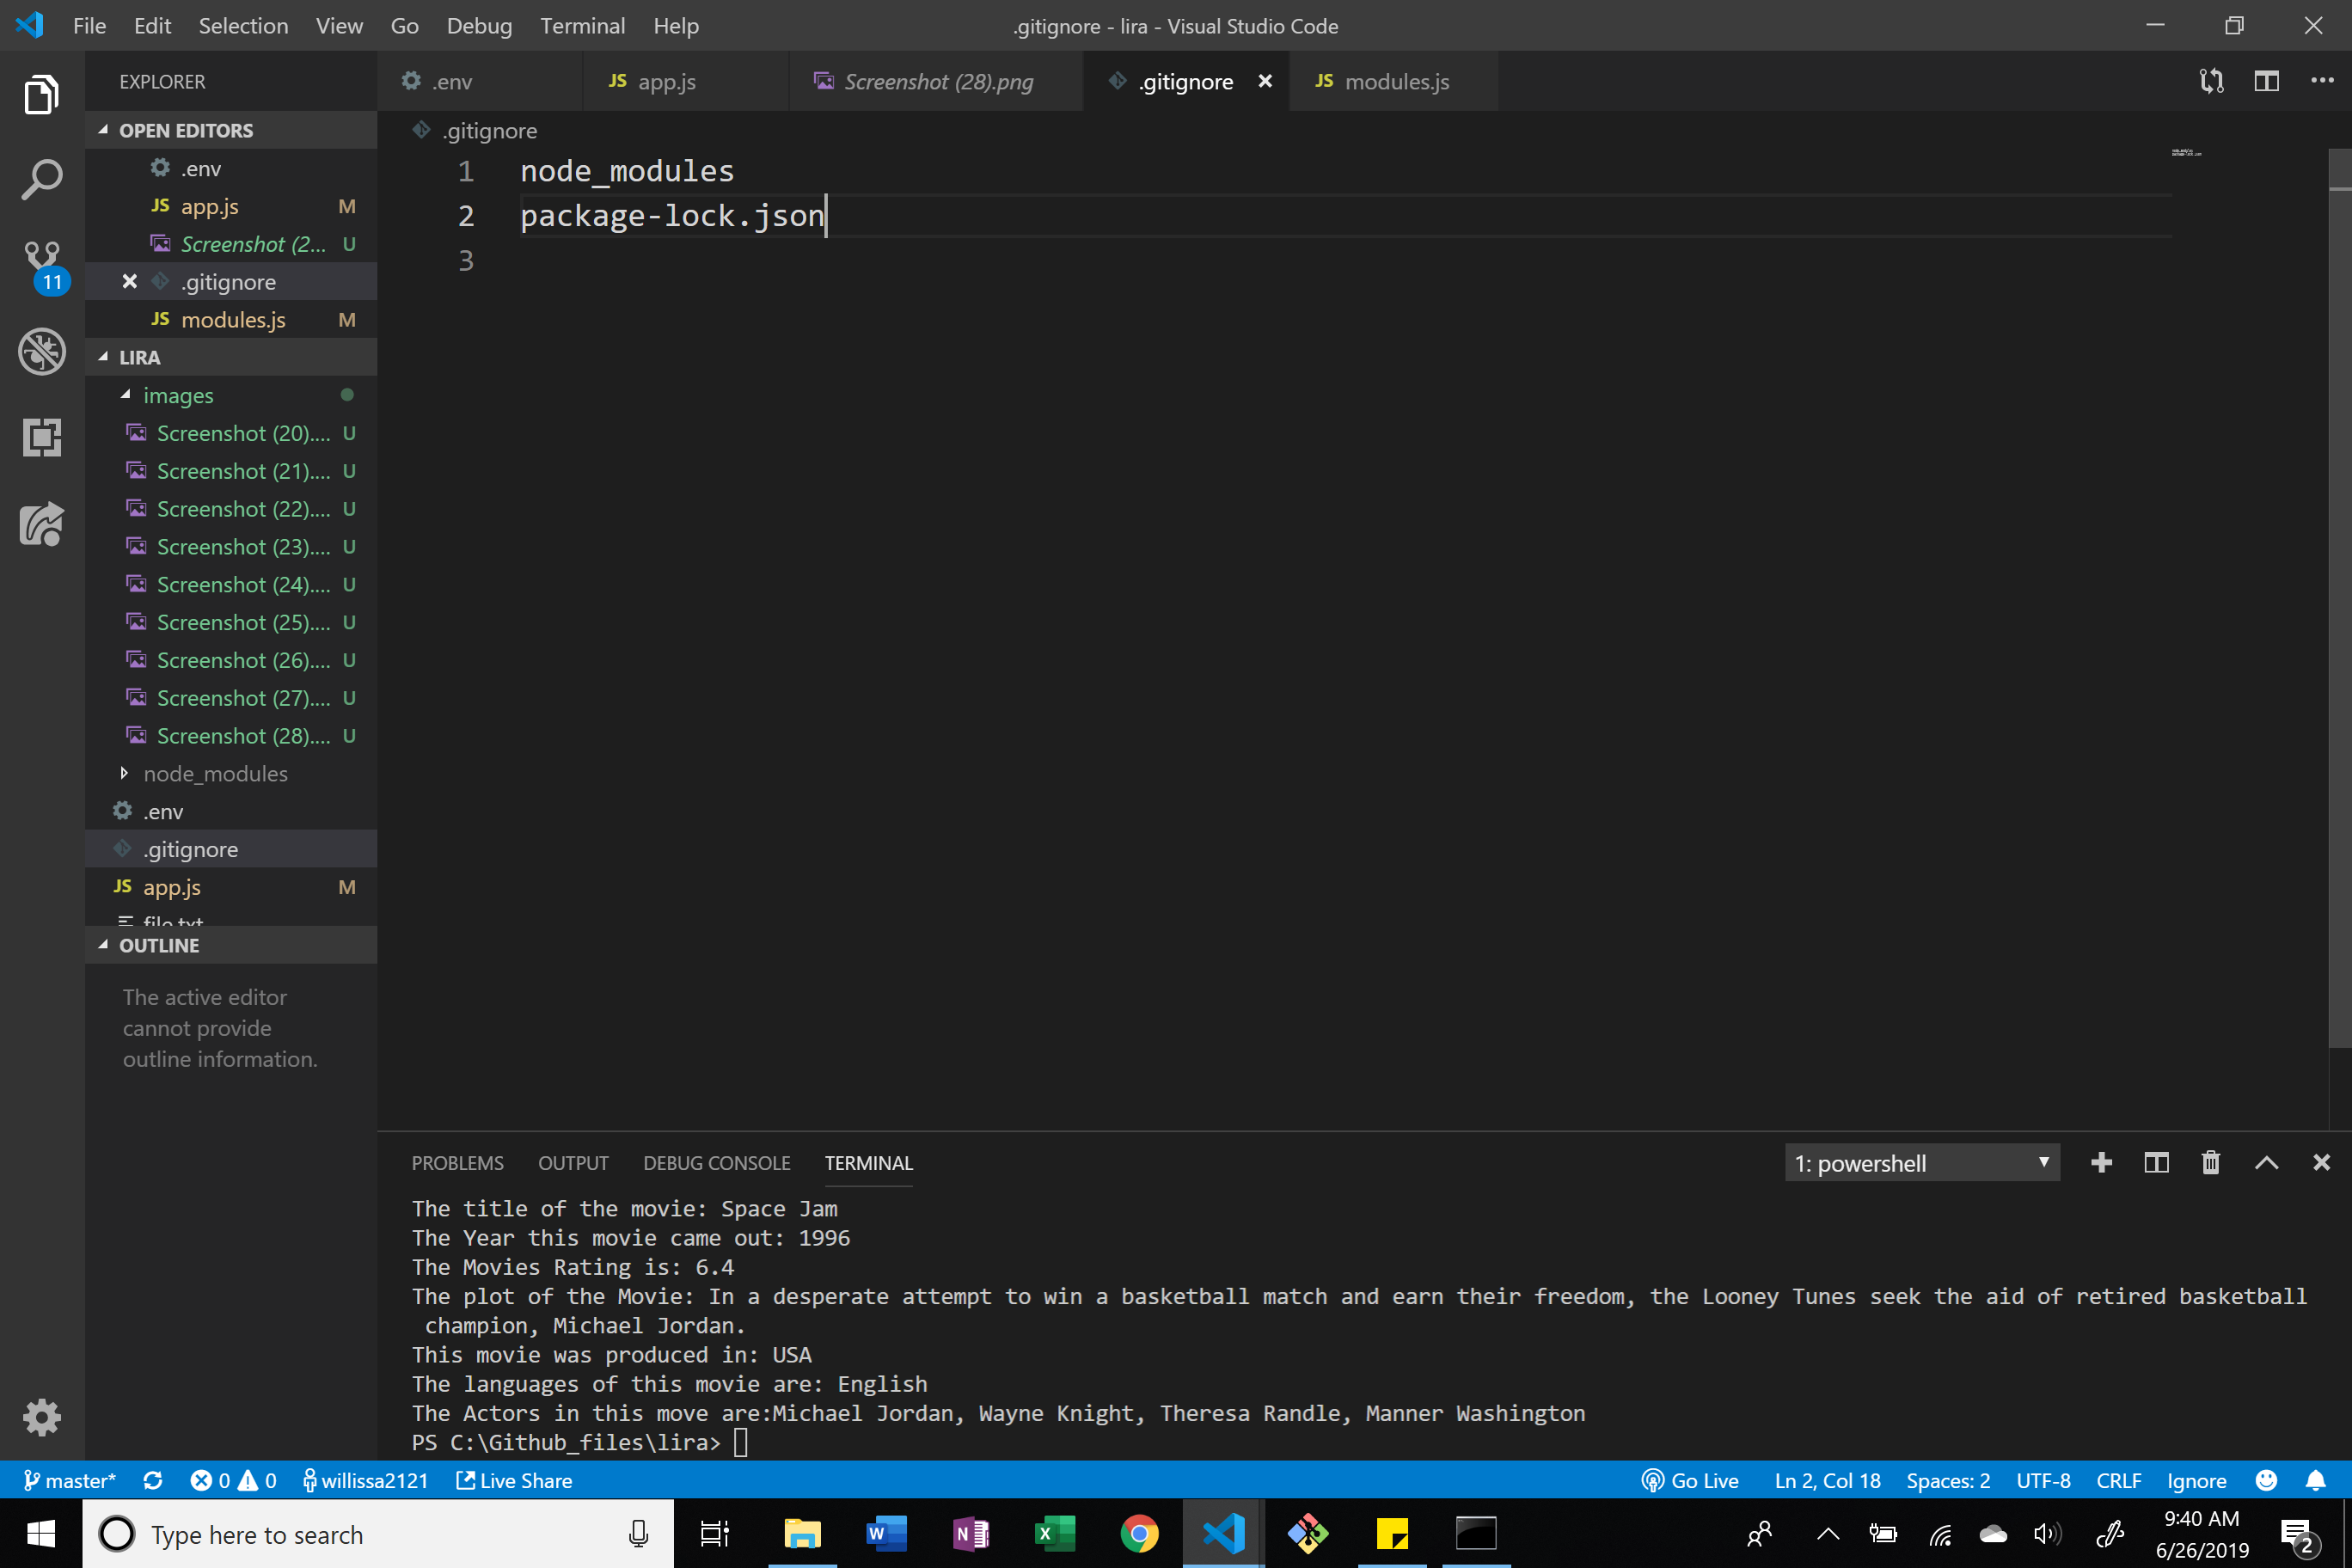 File Edit Selection View Go Debug Terminal Help
.gitignore - lira - Visual Studio Code
EXPLORER
.env
JS app.js
Screenshot (28).png
.gitignore
JS modules.js
OPEN EDITORS
.env
JS app.js M
Screenshot (2... U
.gitignore
JS modules.js M
11
LIRA
images
Screenshot (20).... U
Screenshot (21).... U
Screenshot (22).... U
Screenshot (23).... U
Screenshot (24).... U
Screenshot (25).... U
Screenshot (26).... U
Screenshot (27).... U
Screenshot (28).... U
node_modules
.env
.gitignore
JS app.js M
file.txt
OUTLINE
The active editor
cannot provide
outline information.
.gitignore
1 node_modules
2 package-lock.json
3
PROBLEMS OUTPUT DEBUG CONSOLE TERMINAL
1: powershell
The title of the movie: Space Jam
The Year this movie came out: 1996
The Movies Rating is: 6.4
The plot of the Movie: In a desperate attempt to win a basketball match and earn their freedom, the Looney Tunes seek the aid of retired basketball
champion, Michael Jordan.
This movie was produced in: USA
The languages of this movie are: English
The Actors in this move are:Michael Jordan, Wayne Knight, Theresa Randle, Manner Washington
PS C:\Github_files\lira>
master* 0 0 willissa2121 Live Share
Go Live Ln 2, Col 18 Spaces: 2 UTF-8 CRLF Ignore
Type here to search
9:40 AM
6/26/2019
2